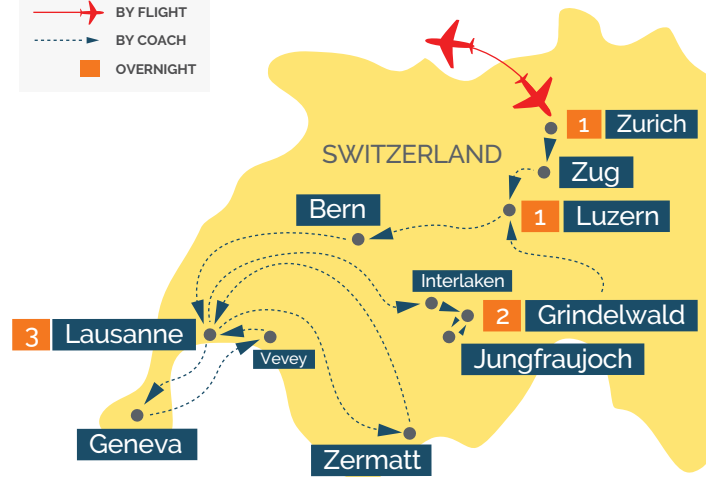 BY FLIGHT
BY COACH
OVERNIGHT
1 Zurich
SWITZERLAND
Zug
Bern
1 Luzern
Interlaken
2 Grindelwald
3 Lausanne
Vevey
Jungfraujoch
Geneva
Zermatt